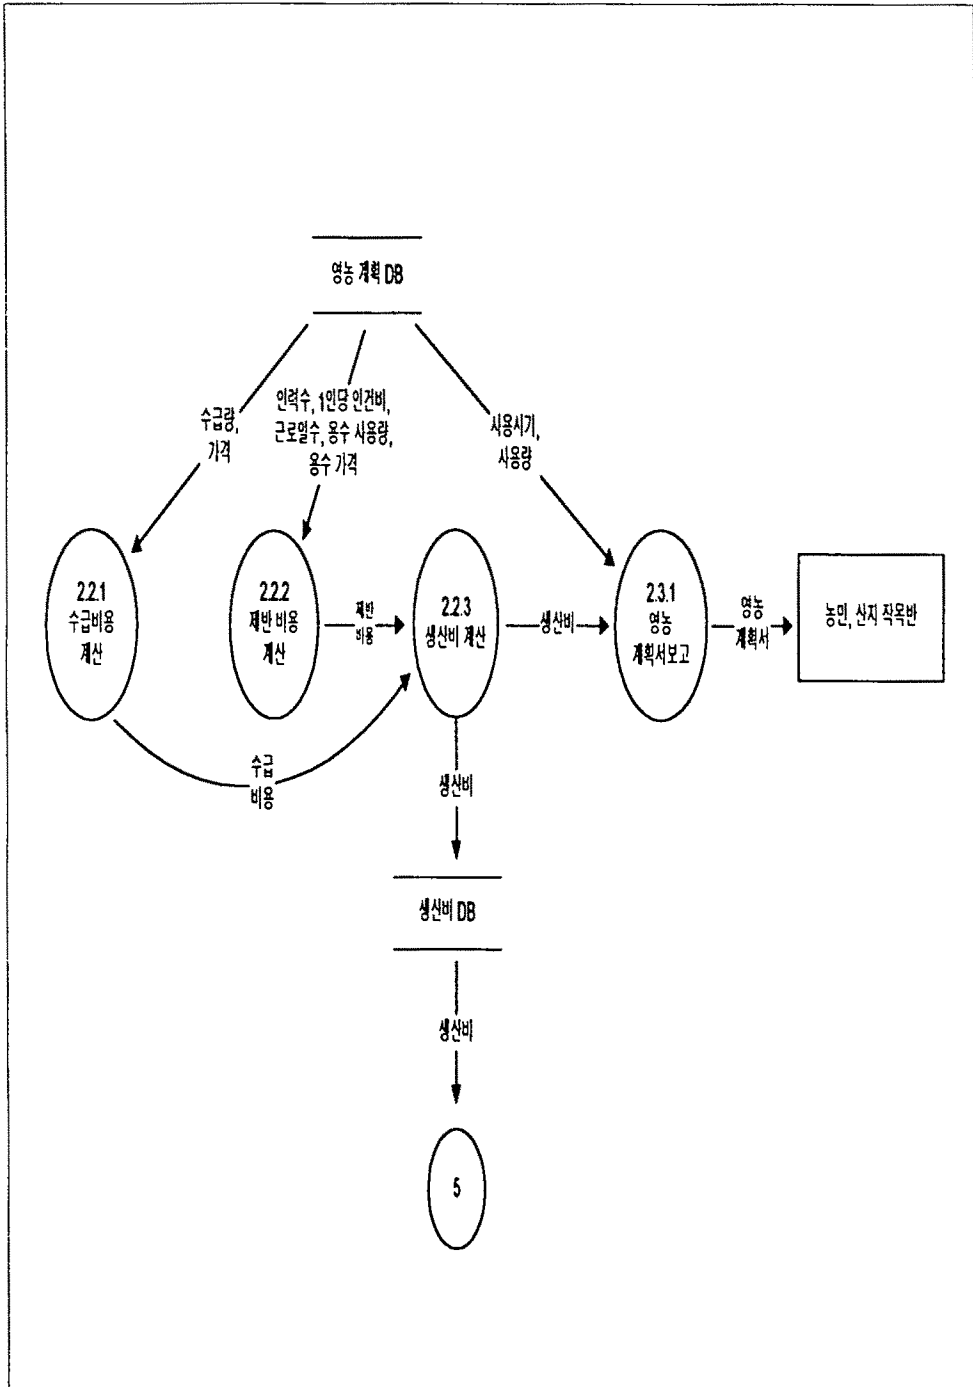 영농 계획 DB
수급량,
가격
인력수, 1인당 인건비,
근로일수, 용수 사용량,
용수 가격
사용시기,
사용량
2.2.1
수급비용
계산
2.2.2
제반 비용
계산
제반
비용
2.2.3
생산비 계산
생산비
2.3.1
영농
계획서보고
영농
계획서
농민, 산지 작목반
수급
비용
생산비
생산비 DB
생산비
5